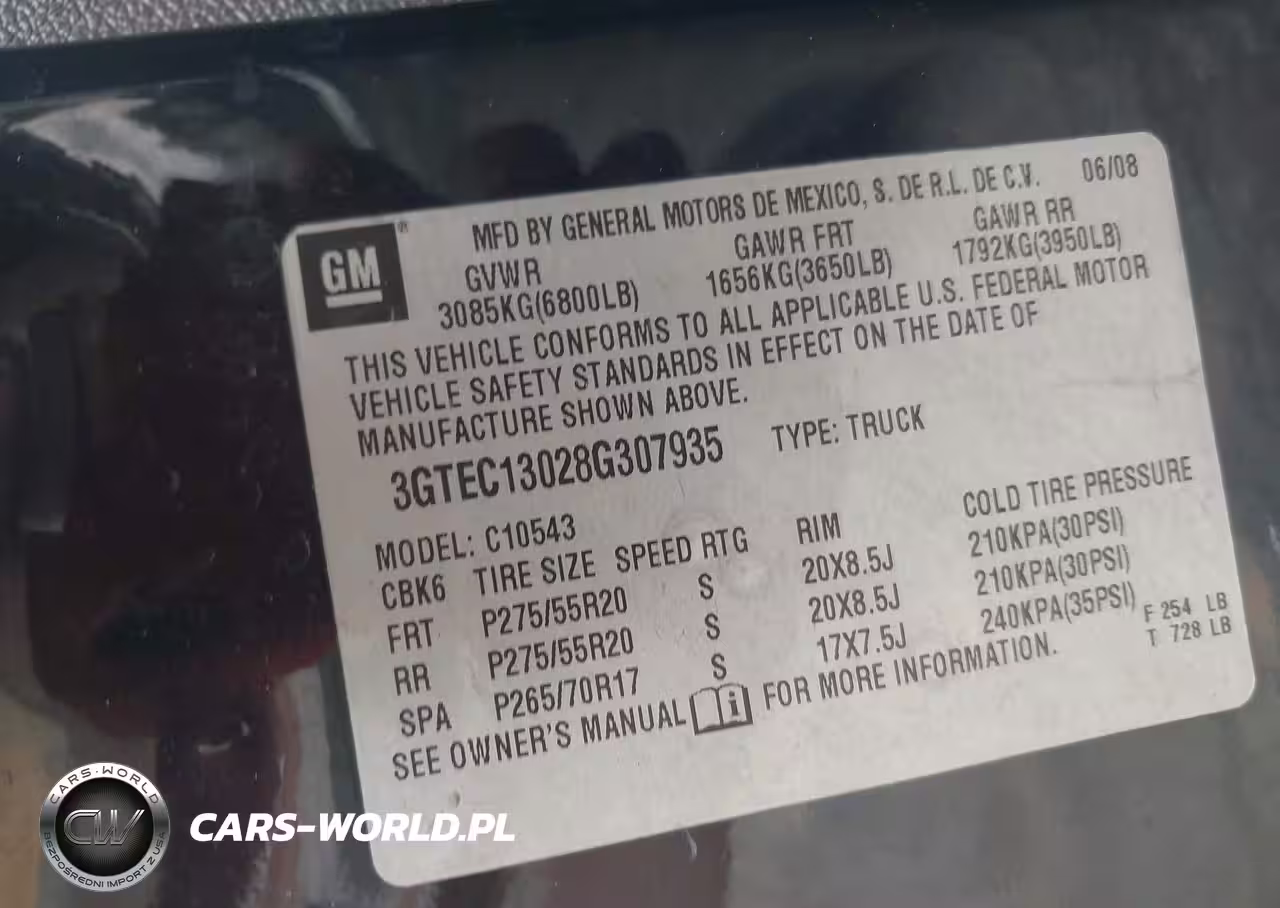 MFD BY GENERAL MOTORS DE MEXICO, S. DE R.L. DE C.V. 06/08
GM ®
GVWR GAWR FRT GAWR RR
3085KG(6800LB) 1656KG(3650LB) 1792KG(3950LB)
THIS VEHICLE CONFORMS TO ALL APPLICABLE U.S. FEDERAL MOTOR
VEHICLE SAFETY STANDARDS IN EFFECT ON THE DATE OF
MANUFACTURE SHOWN ABOVE.
3GTEC13028G307935 TYPE: TRUCK
MODEL: C10543
CBK6 TIRE SIZE SPEED RTG RIM COLD TIRE PRESSURE
FRT P275/55R20 S 20X8.5J 210KPA(30PSI)
RR P275/55R20 S 20X8.5J 210KPA(30PSI)
SPA P265/70R17 S 17X7.5J 240KPA(35PSI)
F 254 LB
T 728 LB
SEE OWNER'S MANUAL i FOR MORE INFORMATION.
CARS-WORLD
CW
BEZPOŚREDNI IMPORT Z USA
CARS-WORLD.PL